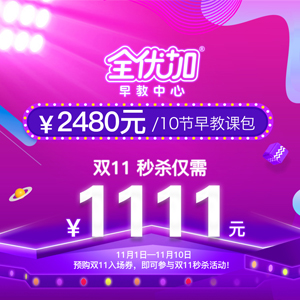 全优加®
早教中心
¥2480元/10节早教课包
双11 秒杀仅需
¥1111元
11月1日—11月10日
预购双11入场券，即可参与双11秒杀活动！